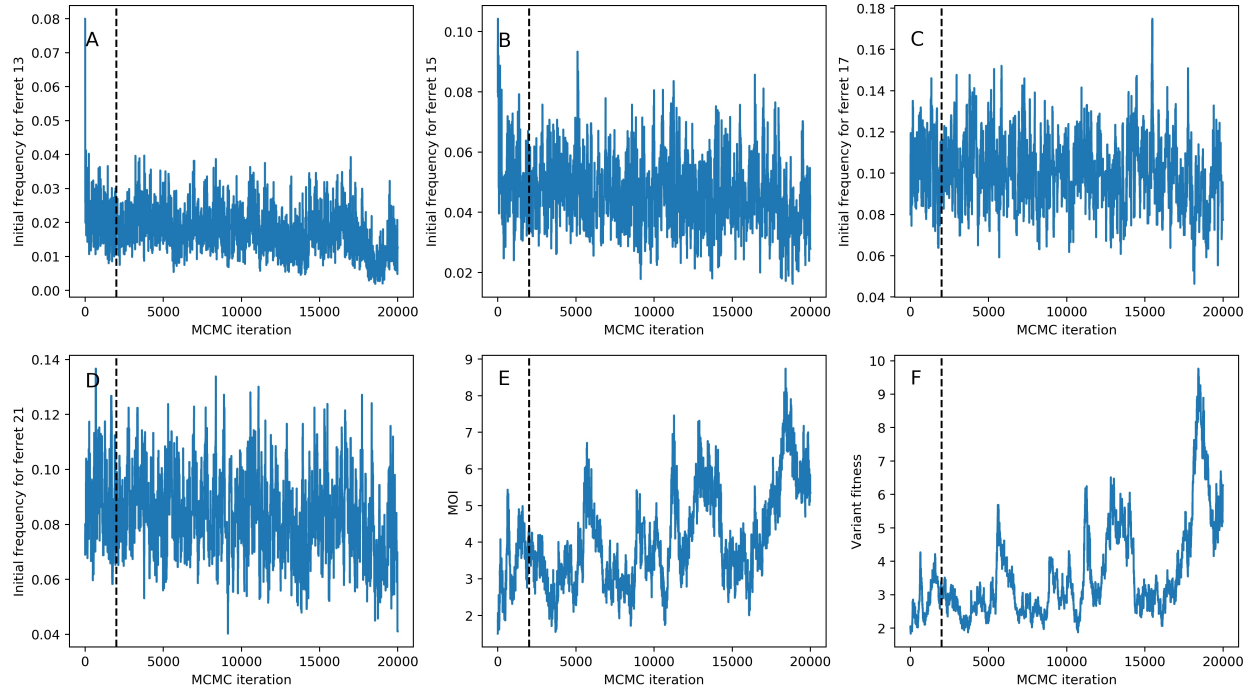 A
Initial frequency for ferret 13
0.08
0.07
0.06
0.05
0.04
0.03
0.02
0.01
0.00
0 5000 10000 15000 20000
MCMC iteration
B
Initial frequency for ferret 15
0.10
0.08
0.06
0.04
0.02
0 5000 10000 15000 20000
MCMC iteration
C
Initial frequency for ferret 17
0.18
0.16
0.14
0.12
0.10
0.08
0.06
0.04
0 5000 10000 15000 20000
MCMC iteration
D
Initial frequency for ferret 21
0.14
0.12
0.10
0.08
0.06
0.04
0 5000 10000 15000 20000
MCMC iteration
E
MOI
9
8
7
6
5
4
3
2
0 5000 10000 15000 20000
MCMC iteration
F
Variant fitness
10
9
8
7
6
5
4
3
2
0 5000 10000 15000 20000
MCMC iteration